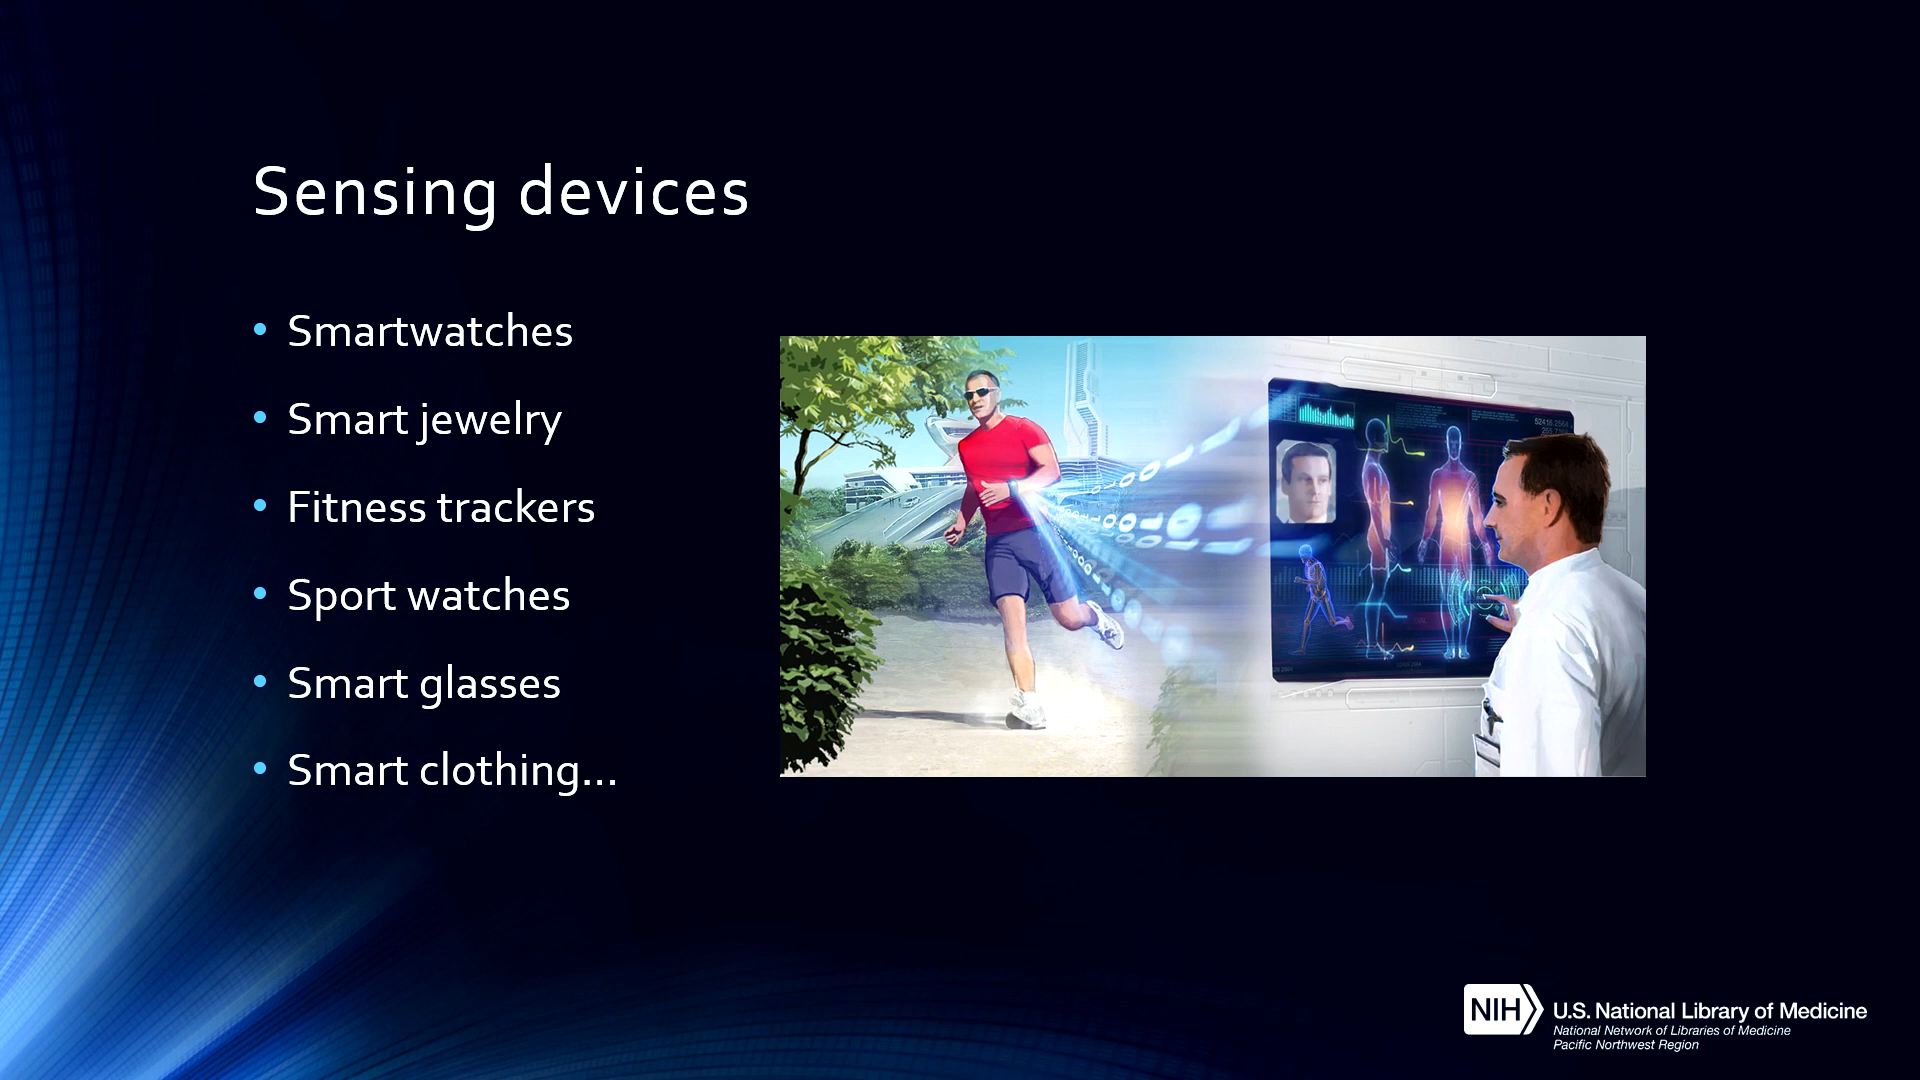 Sensing devices
• Smartwatches
• Smart jewelry
• Fitness trackers
• Sport watches
• Smart glasses
• Smart clothing...
NIH U.S. National Library of Medicine
National Network of Libraries of Medicine
Pacific Northwest Region